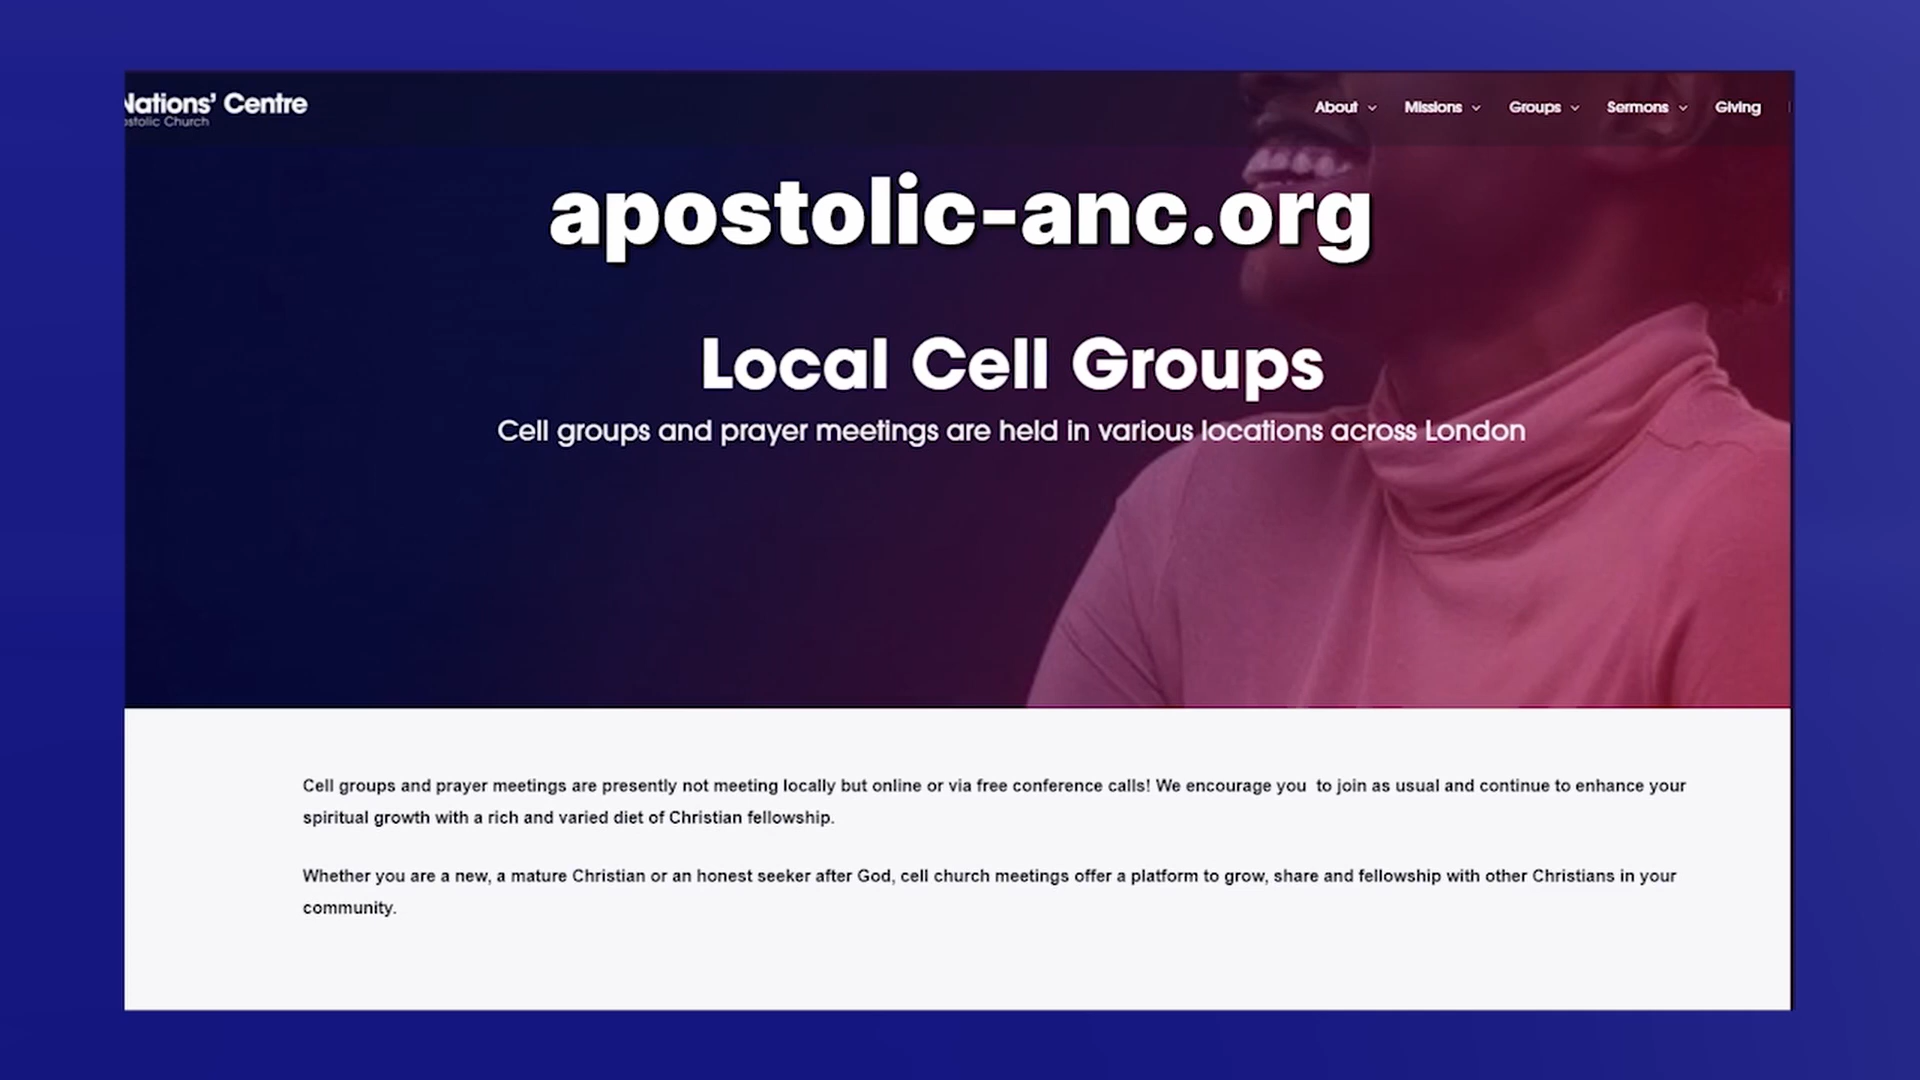 Nations' Centre
ostolic Church
About
Missions
Groups
Sermons
Giving
apostolic-anc.org
Local Cell Groups
Cell groups and prayer meetings are held in various locations across London
Cell groups and prayer meetings are presently not meeting locally but online or via free conference calls! We encourage you  to join as usual and continue to enhance your
spiritual growth with a rich and varied diet of Christian fellowship.
Whether you are a new, a mature Christian or an honest seeker after God, cell church meetings offer a platform to grow, share and fellowship with other Christians in your
community.